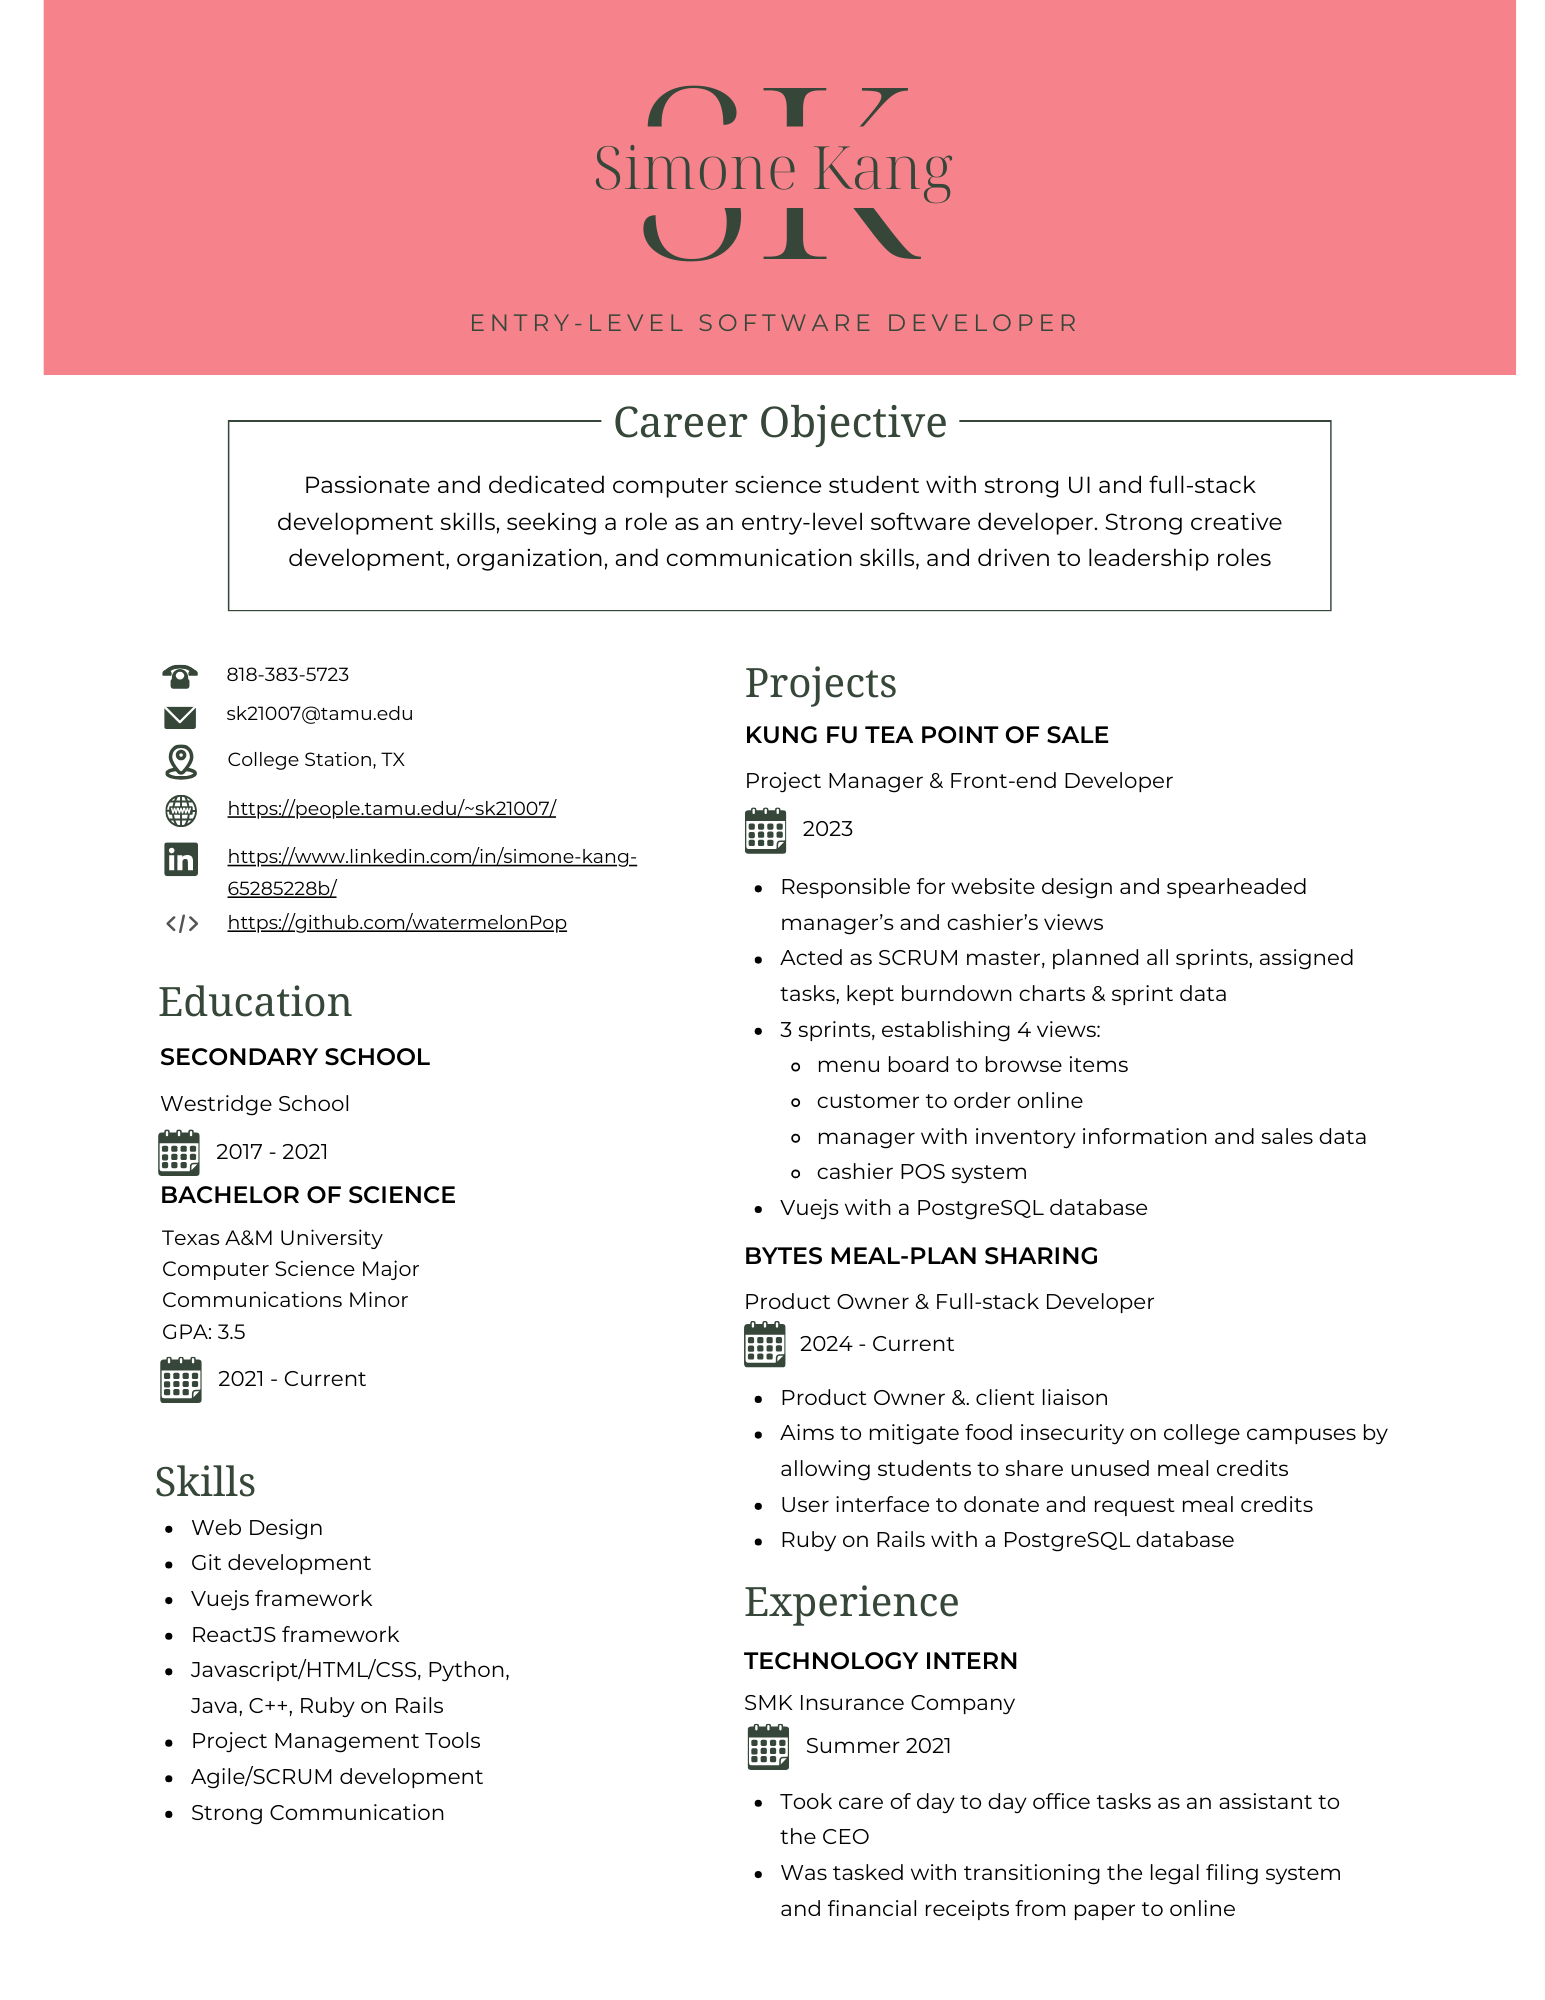 SK
Simone Kang
ENTRY-LEVEL SOFTWARE DEVELOPER
Career Objective
Passionate and dedicated computer science student with strong UI and full-stack
development skills, seeking a role as an entry-level software developer. Strong creative
development, organization, and communication skills, and driven to leadership roles
818-383-5723
sk21007@tamu.edu
College Station, TX
https://people.tamu.edu/~sk21007/
https://www.linkedin.com/in/simone-kang-
65285228b/
https://github.com/watermelonPop
Education
SECONDARY SCHOOL
Westridge School
2017 - 2021
BACHELOR OF SCIENCE
Texas A&M University
Computer Science Major
Communications Minor
GPA: 3.5
2021 - Current
Skills
• Web Design
• Git development
• Vuejs framework
• ReactJS framework
• Javascript/HTML/CSS, Python,
Java, C++, Ruby on Rails
• Project Management Tools
• Agile/SCRUM development
• Strong Communication
Projects
KUNG FU TEA POINT OF SALE
Project Manager & Front-end Developer
2023
• Responsible for website design and spearheaded
manager’s and cashier’s views
• Acted as SCRUM master, planned all sprints, assigned
tasks, kept burndown charts & sprint data
• 3 sprints, establishing 4 views:
◦ menu board to browse items
◦ customer to order online
◦ manager with inventory information and sales data
◦ cashier POS system
• Vuejs with a PostgreSQL database
BYTES MEAL-PLAN SHARING
Product Owner & Full-stack Developer
2024 - Current
• Product Owner &. client liaison
• Aims to mitigate food insecurity on college campuses by
allowing students to share unused meal credits
• User interface to donate and request meal credits
• Ruby on Rails with a PostgreSQL database
Experience
TECHNOLOGY INTERN
SMK Insurance Company
Summer 2021
• Took care of day to day office tasks as an assistant to
the CEO
• Was tasked with transitioning the legal filing system
and financial receipts from paper to online